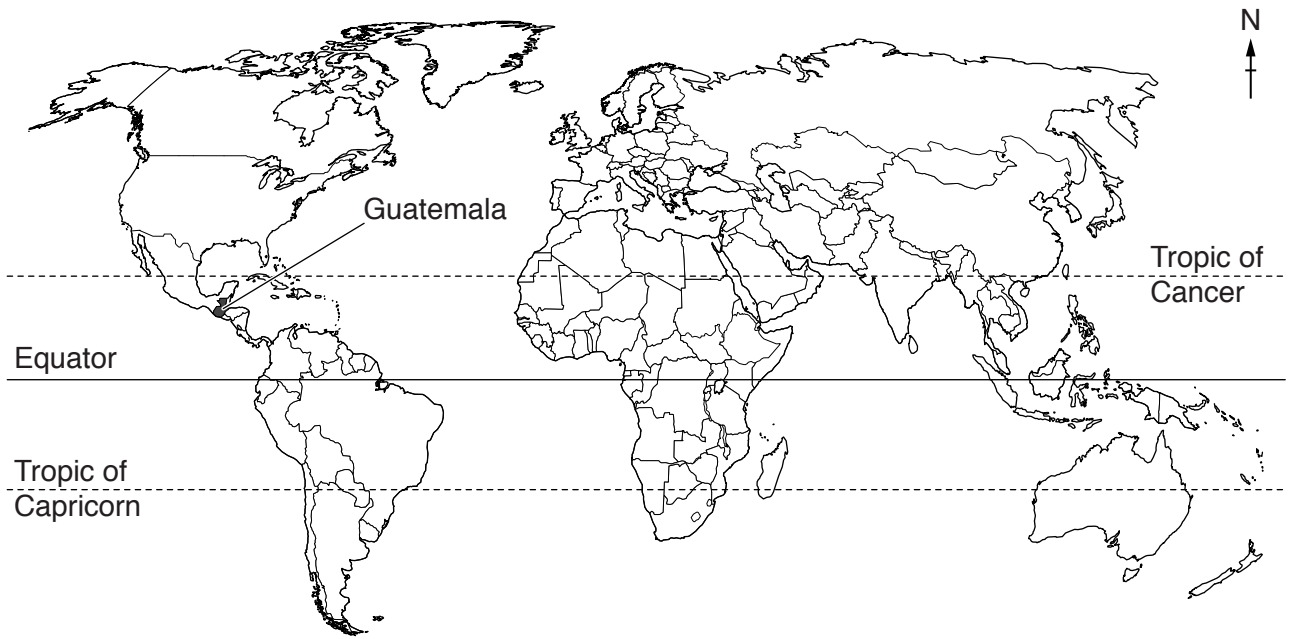 N
Guatemala
Tropic of
Cancer
Equator
Tropic of
Capricorn